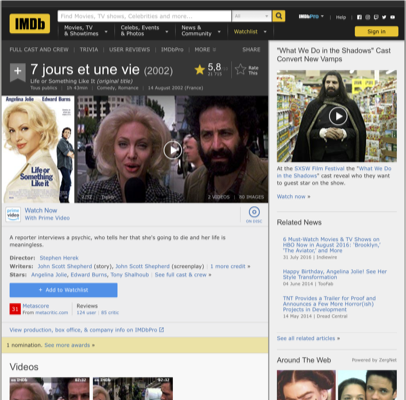 IMDb
Find Movies, TV shows, Celebrities and more...
All
Movies, TV & Showtimes
Celebs, Events & Photos
News & Community
Watchlist
IMDbPro
Help
Sign in
FULL CAST AND CREW | TRIVIA | USER REVIEWS | IMDbPro | MORE
SHARE
7 jours et une vie (2002)
Life or Something Like It (original title)
Tous publics | 1h 43min | Comedy, Romance | 14 August 2002 (France)
5,8
Rate This
Angelina Jolie Edward Burns
Life or Something Like It
2 VIDEOS | 90 IMAGES
Watch Now
With Prime Video
ON DISC
A reporter interviews a psychic, who tells her that she's going to die and her life is meaningless.
Director: Stephen Herek
Writers: John Scott Shepherd (story), John Scott Shepherd (screenplay) | 1 more credit »
Stars: Angelina Jolie, Edward Burns, Tony Shalhoub | See full cast & crew »
+ Add to Watchlist
31
Metascore
From metacritic.com
Reviews
124 user | 85 critic
View production, box office, & company info on IMDbPro
1 nomination. See more awards »
Videos
"What We Do in the Shadows" Cast Convert New Vamps
At the SXSW Film Festival the "What We Do in the Shadows" cast reveal who they want to guest star on the show.
Watch now »
Related News
6 Must-Watch Movies & TV Shows on HBO Now in August 2016: 'Brooklyn,' 'The Aviator,' & More
31 July 2016 | Indiewire
Happy Birthday, Angelina Jolie! See Her Style Transformation
04 June 2014 | TooFab
TNT Provides a Trailer for Proof and Announces a Few More Horror(ish) Projects in Development
14 May 2014 | Dread Central
See all related articles »
Around The Web
Powered by ZergNet